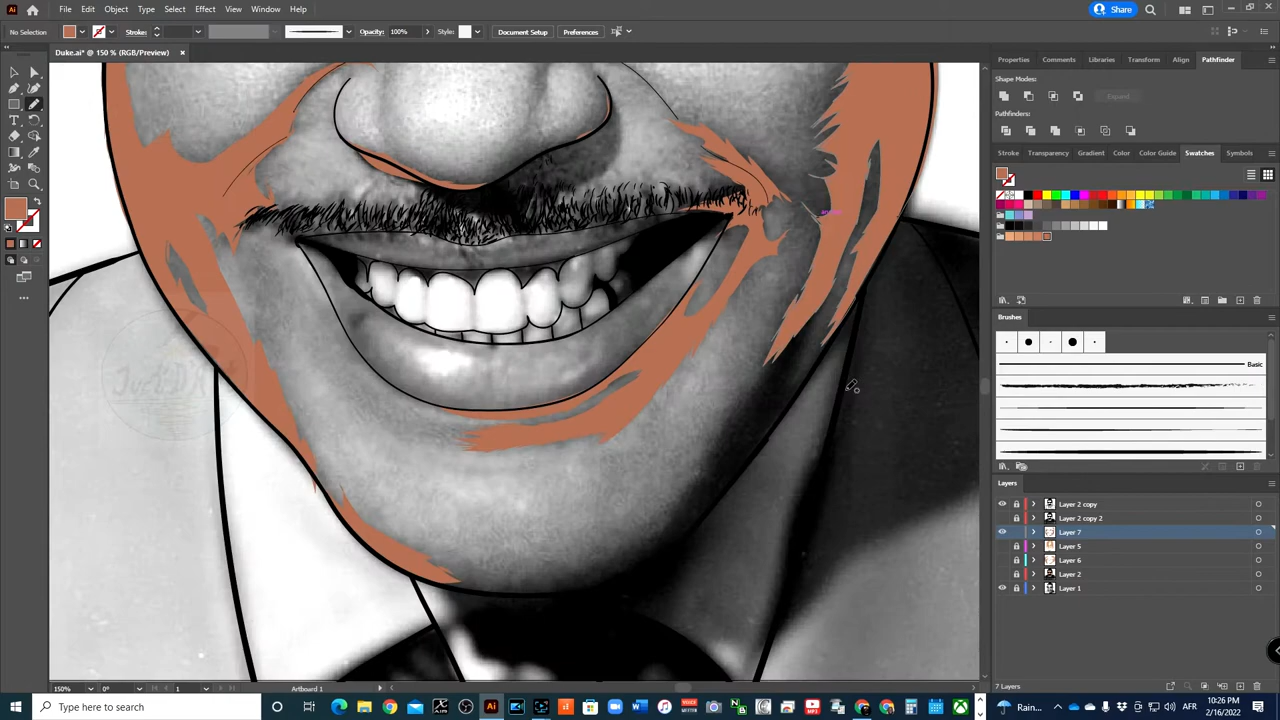 Ai File Edit Object Type Select Effect View Window Help Share
No Selection Stroke: Opacity: 100% Style: Document Setup Preferences
Duke.ai* @ 150 % (RGB/Preview) ×
Properties Comments Libraries Transform Align Pathfinder
Shape Modes:
Expand
Pathfinders:
Stroke Transparency Gradient Color Color Guide Swatches Symbols
Brushes
Basic
Layers
Layer 2 copy
Layer 2 copy 2
Layer 7
Layer 5
Layer 6
Layer 2
Layer 1
150% 0° 1 Artboard 1
7 Layers
Type here to search
Rain... AFR 10:26 PM
2/16/2022